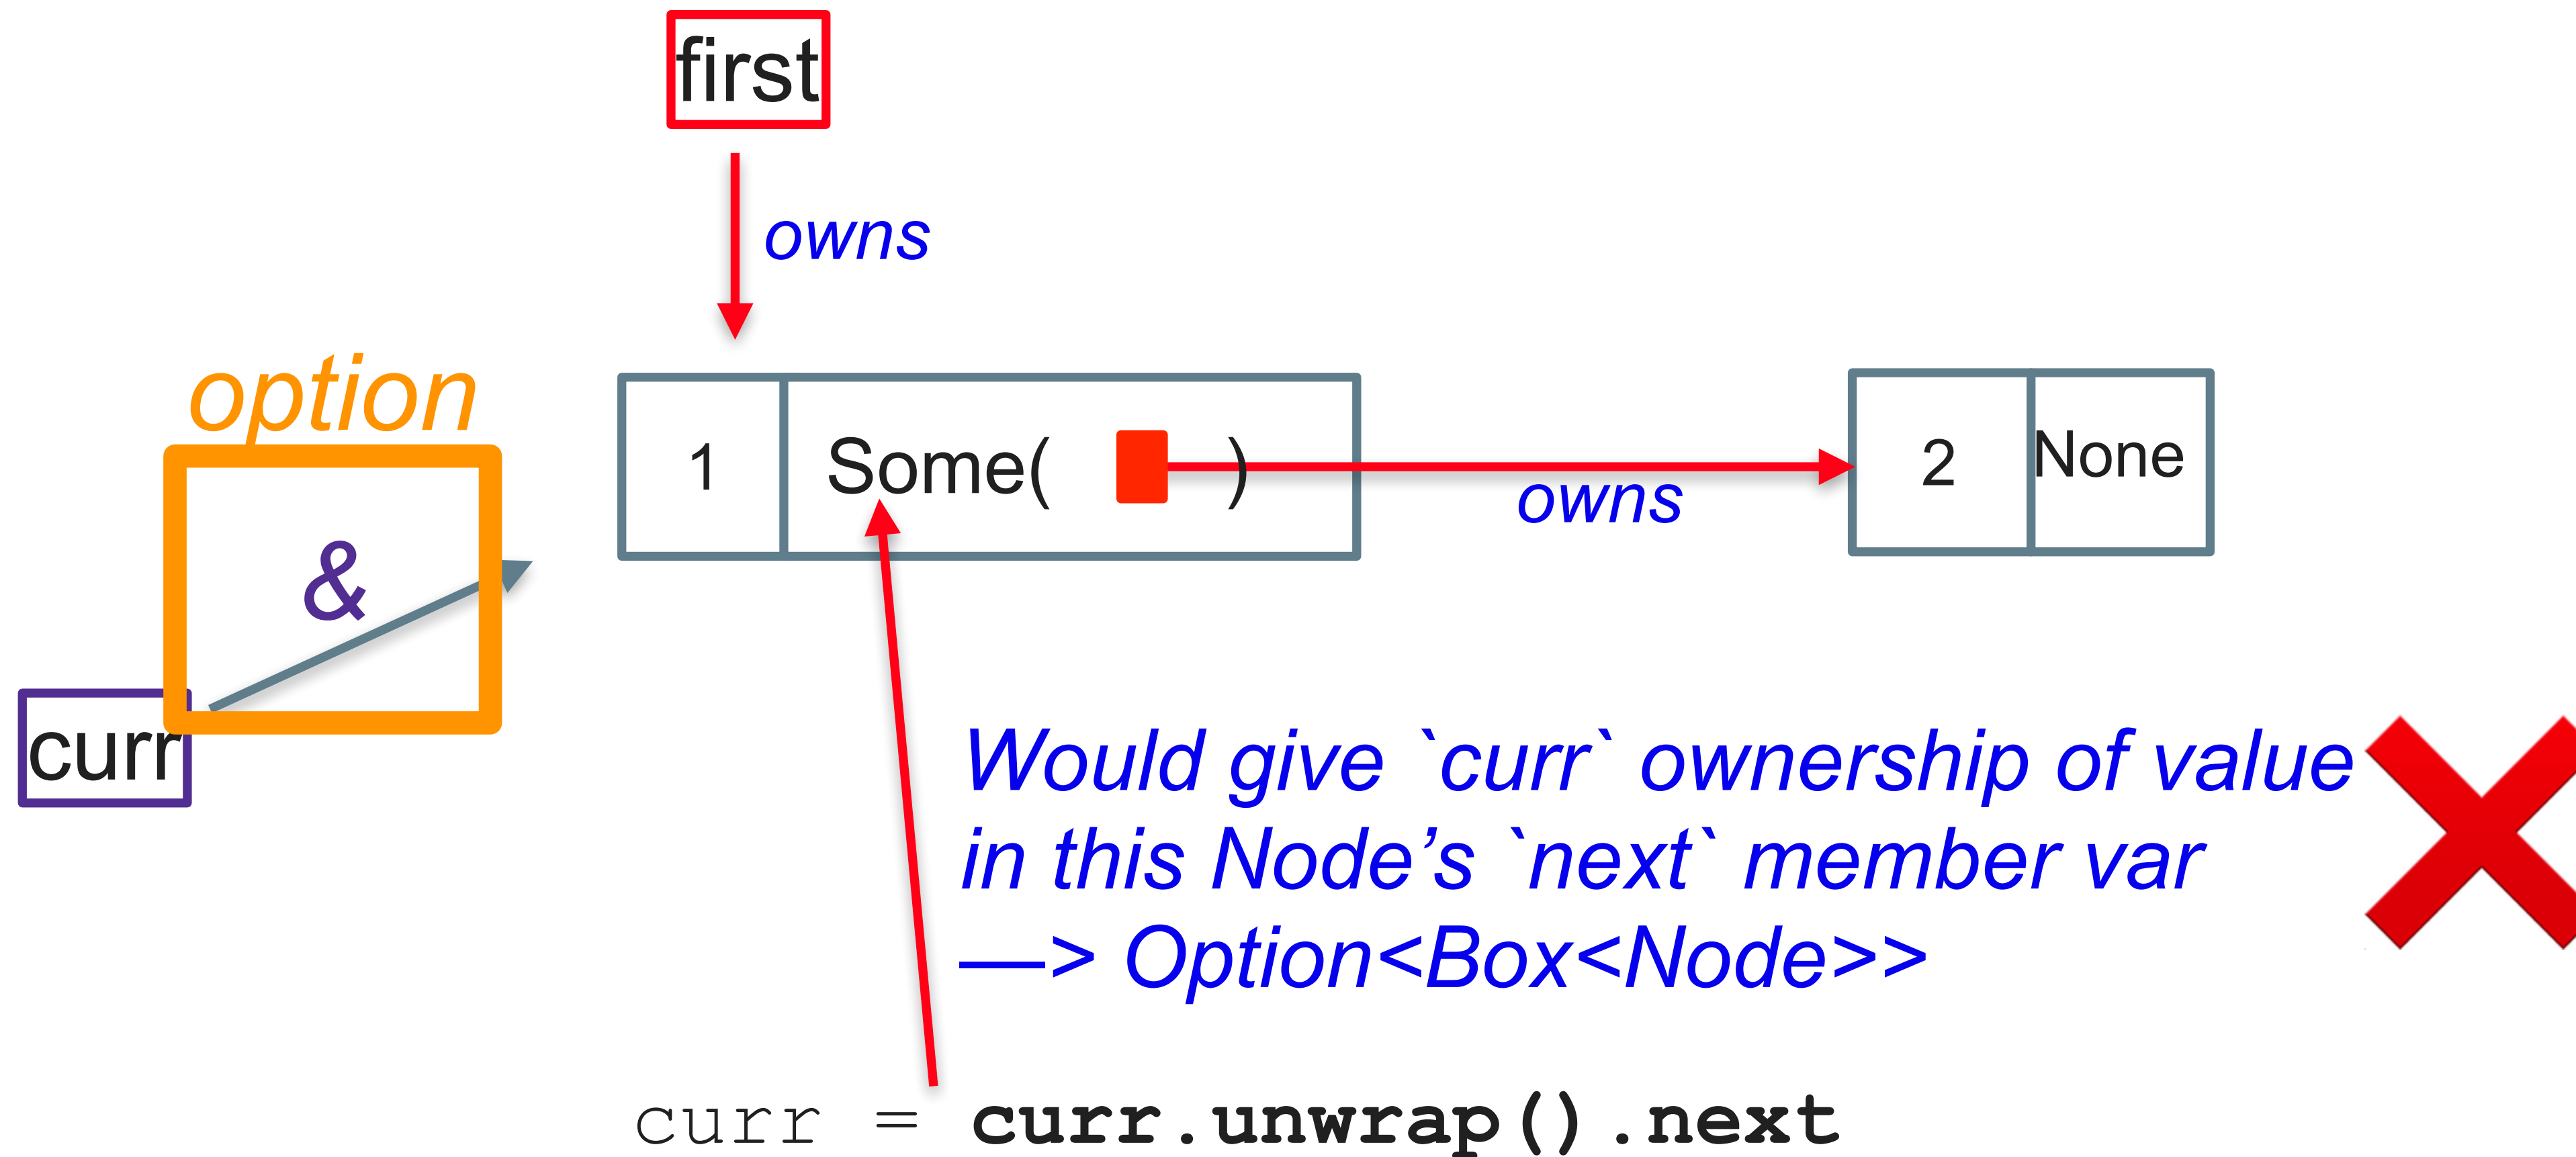 first
owns
option
1 Some( )
2 None
owns
&
curr
Would give `curr` ownership of value
in this Node’s `next` member var
—> Option<Box<Node>>
curr = curr.unwrap().next